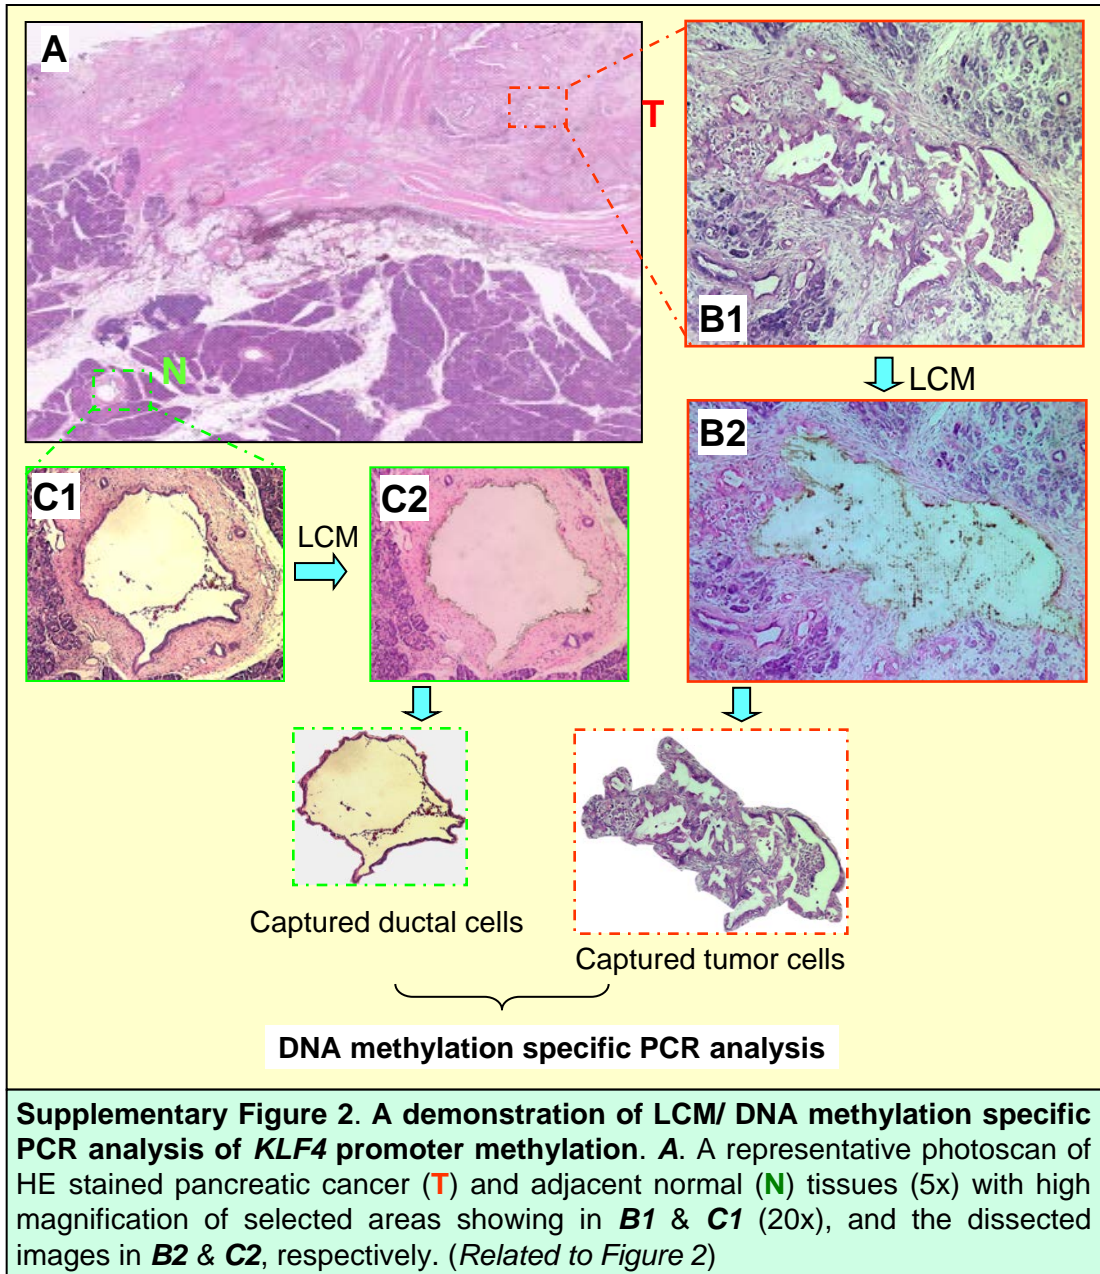 A
T
B1
LCM
N
B2
C1
LCM
C2
Captured ductal cells
Captured tumor cells
DNA methylation specific PCR analysis
Supplementary Figure 2. A demonstration of LCM/ DNA methylation specific
PCR analysis of KLF4 promoter methylation. A. A representative photoscan of
HE stained pancreatic cancer (T) and adjacent normal (N) tissues (5x) with high
magnification of selected areas showing in B1 & C1 (20x), and the dissected
images in B2 & C2, respectively. (Related to Figure 2)